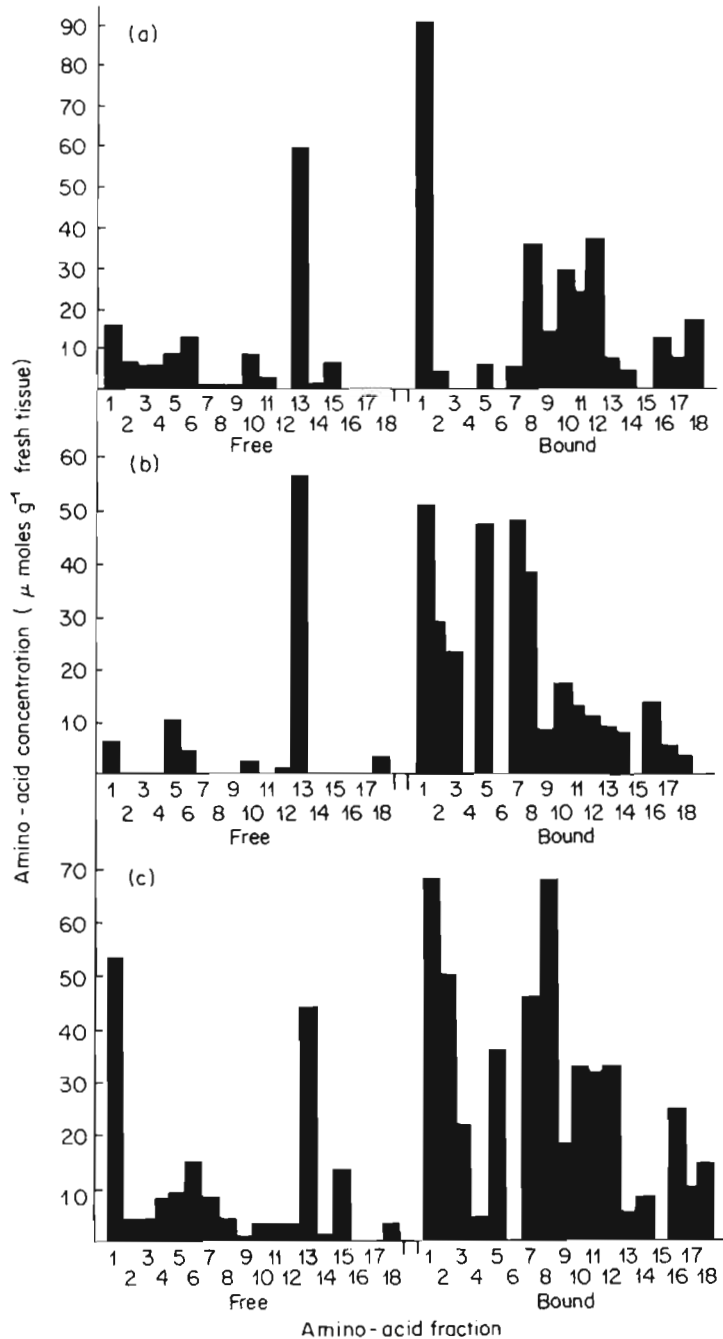 Amino-acid concentration ( μ moles g⁻¹ fresh tissue)
(a)
90
80
70
60
50
40
30
20
10
1 3 5 7 9 11 13 15 17 1 3 5 7 9 11 13 15 17
2 4 6 8 10 12 14 16 18 2 4 6 8 10 12 14 16 18
Free Bound
(b)
60
50
40
30
20
10
1 3 5 7 9 11 13 15 17 1 3 5 7 9 11 13 15 17
2 4 6 8 10 12 14 16 18 2 4 6 8 10 12 14 16 18
Free Bound
(c)
70
60
50
40
30
20
10
1 3 5 7 9 11 13 15 17 1 3 5 7 9 11 13 15 17
2 4 6 8 10 12 14 16 18 2 4 6 8 10 12 14 16 18
Free Bound
Amino-acid fraction